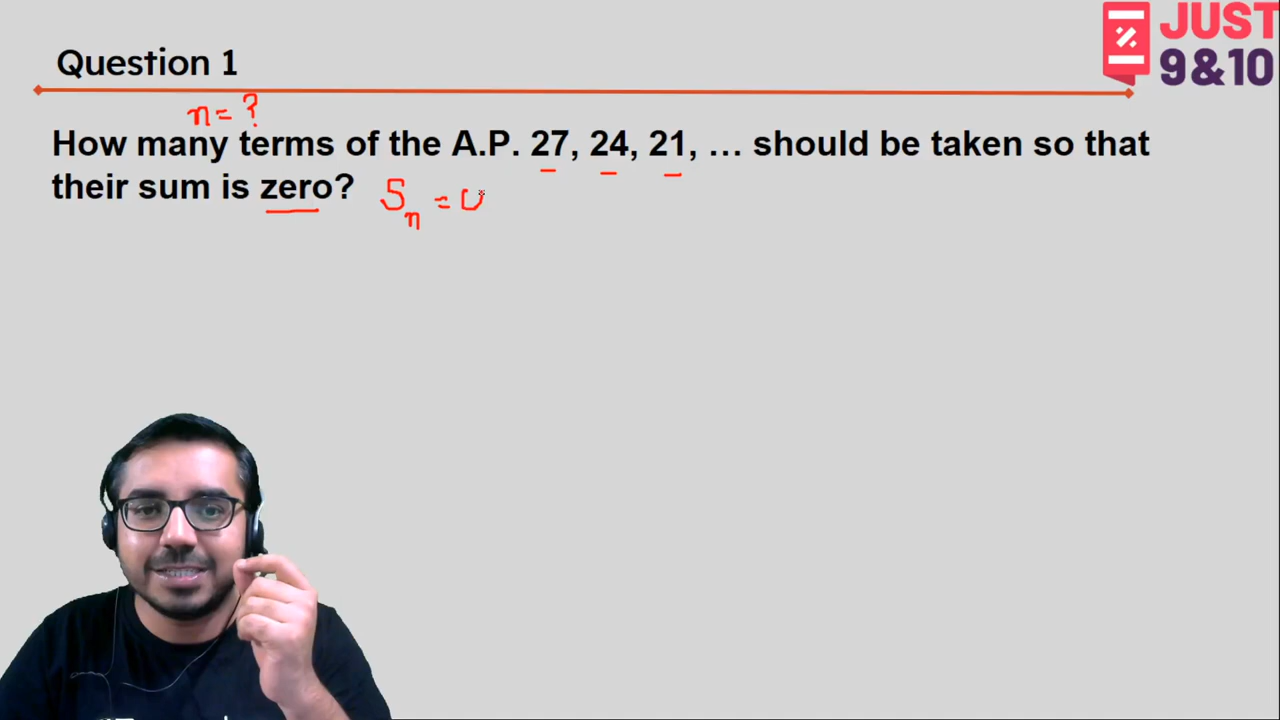 JUST
9&10
Question 1
n = ?
How many terms of the A.P. 27, 24, 21, … should be taken so that
their sum is zero? Sn = 0